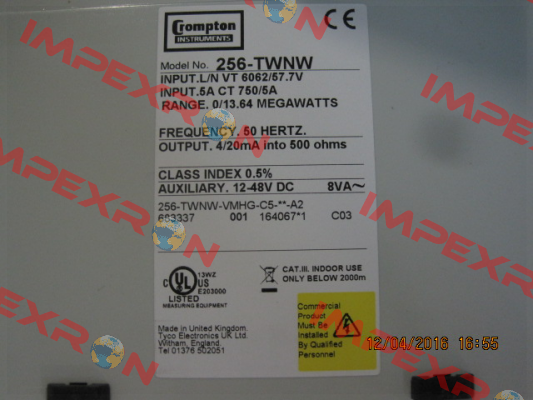 Crompton
INSTRUMENTS
CE
Model No. 256-TWNW
INPUT.L/N VT 6062/57.7V
INPUT.5A CT 750/5A
RANGE. 0/13.64 MEGAWATTS
FREQUENCY. 50 HERTZ.
OUTPUT. 4/20mA into 500 ohms
CLASS INDEX 0.5%
AUXILIARY. 12-48V DC 8VA~
256-TWNW-VMHG-C5-**-A2
683337 001 164067*1 C03
C UL US
LISTED
MEASURING EQUIPMENT
13WZ
E203000
CAT.III. INDOOR USE
ONLY BELOW 2000m
Commercial
Product
Must Be
Installed
By Qualified
Personnel
Made in United Kingdom.
Tyco Electronics UK Ltd.
Witham, England.
Tel 01376 502051
12/04/2016 16:55
IMPEXRON
IMPEXRON
IMPEXRON
IMPEXRON
IMPEXRON